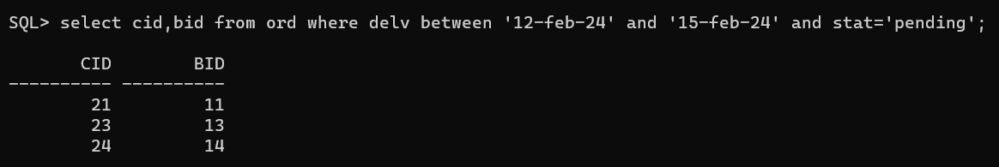 SQL> select cid,bid from ord where delv between '12-feb-24' and '15-feb-24' and stat='pending';
       CID        BID
---------- ----------
        21         11
        23         13
        24         14